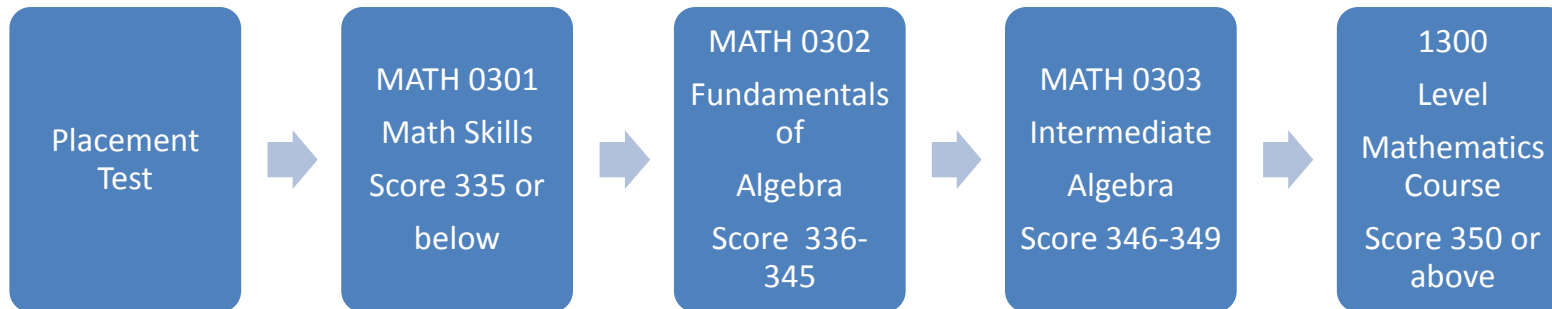 Placement
Test
MATH 0301
Math Skills
Score 335 or
below
MATH 0302
Fundamentals
of
Algebra
Score 336-
345
MATH 0303
Intermediate
Algebra
Score 346-349
1300
Level
Mathematics
Course
Score 350 or
above